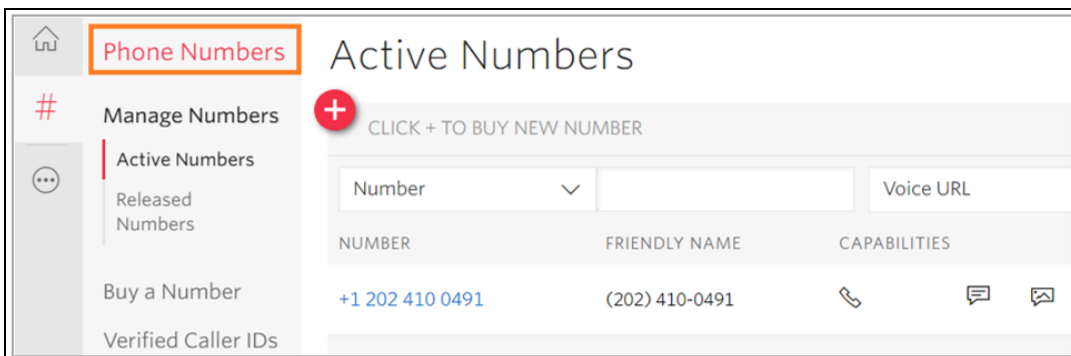 Phone Numbers
Manage Numbers
Active Numbers
Released
Numbers
Buy a Number
Verified Caller IDs
Active Numbers
CLICK + TO BUY NEW NUMBER
Number Voice URL
NUMBER FRIENDLY NAME CAPABILITIES
+1 202 410 0491 (202) 410-0491